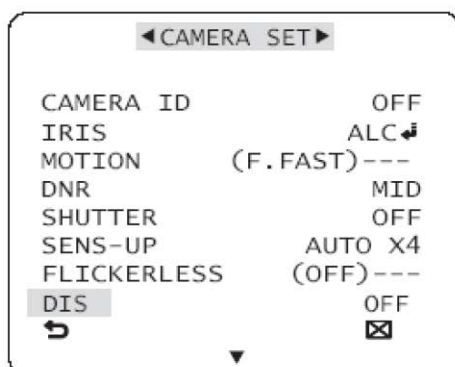 ◄CAMERA SET►
CAMERA ID OFF
IRIS ALC↲
MOTION (F.FAST)---
DNR MID
SHUTTER OFF
SENS-UP AUTO X4
FLICKERLESS (OFF)---
DIS OFF